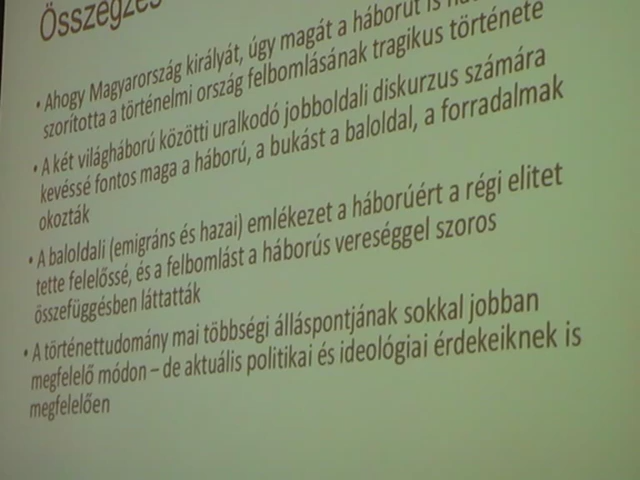 Összegzés
• Ahogy Magyarország királyát, úgy magát a háborút is
szorította a történelmi ország felbomlásának tragikus története
• A két világháború közötti uralkodó jobboldali diskurzus számára
kevéssé fontos maga a háború, a bukást a baloldal, a forradalmak
okozták
• A baloldali (emigráns és hazai) emlékezet a háborúért a régi elitet
tette felelőssé, és a felbomlást a háborús vereséggel szoros
összefüggésben láttatták
• A történettudomány mai többségi álláspontjának sokkal jobban
megfelelő módon – de aktuális politikai és ideológiai érdekeiknek is
megfelelően